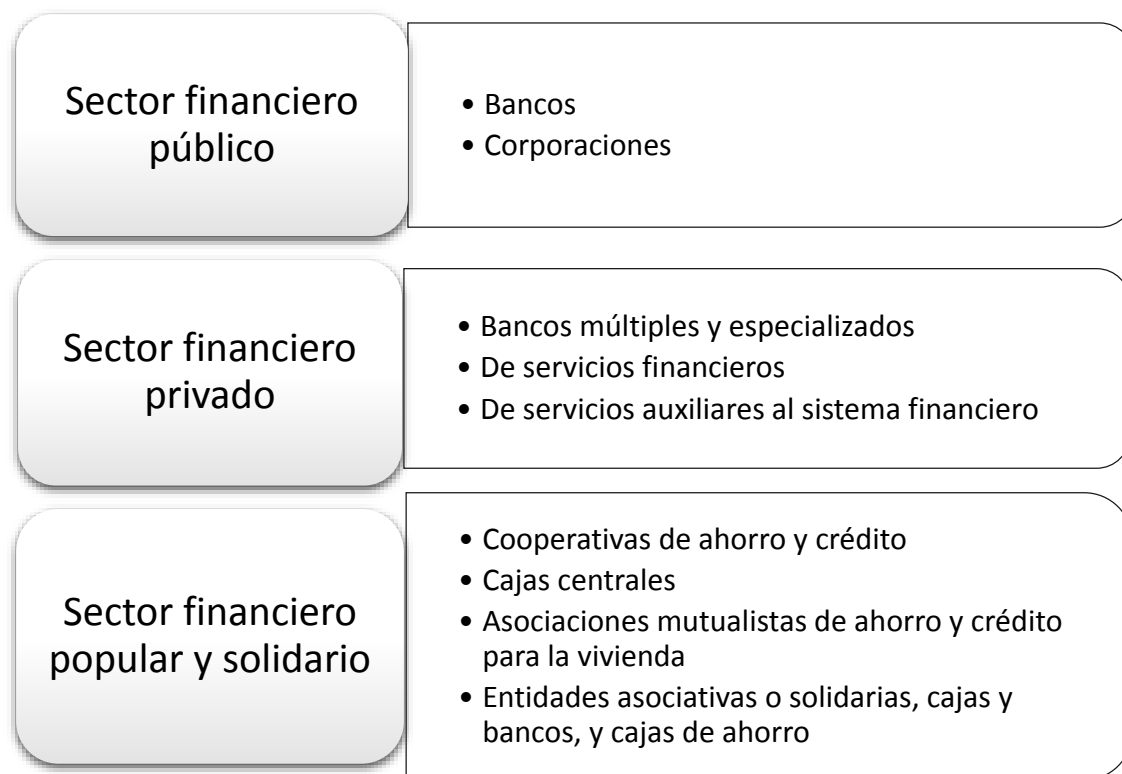 Sector financiero
público
• Bancos
• Corporaciones
Sector financiero
privado
• Bancos múltiples y especializados
• De servicios financieros
• De servicios auxiliares al sistema financiero
Sector financiero
popular y solidario
• Cooperativas de ahorro y crédito
• Cajas centrales
• Asociaciones mutualistas de ahorro y crédito
para la vivienda
• Entidades asociativas o solidarias, cajas y
bancos, y cajas de ahorro